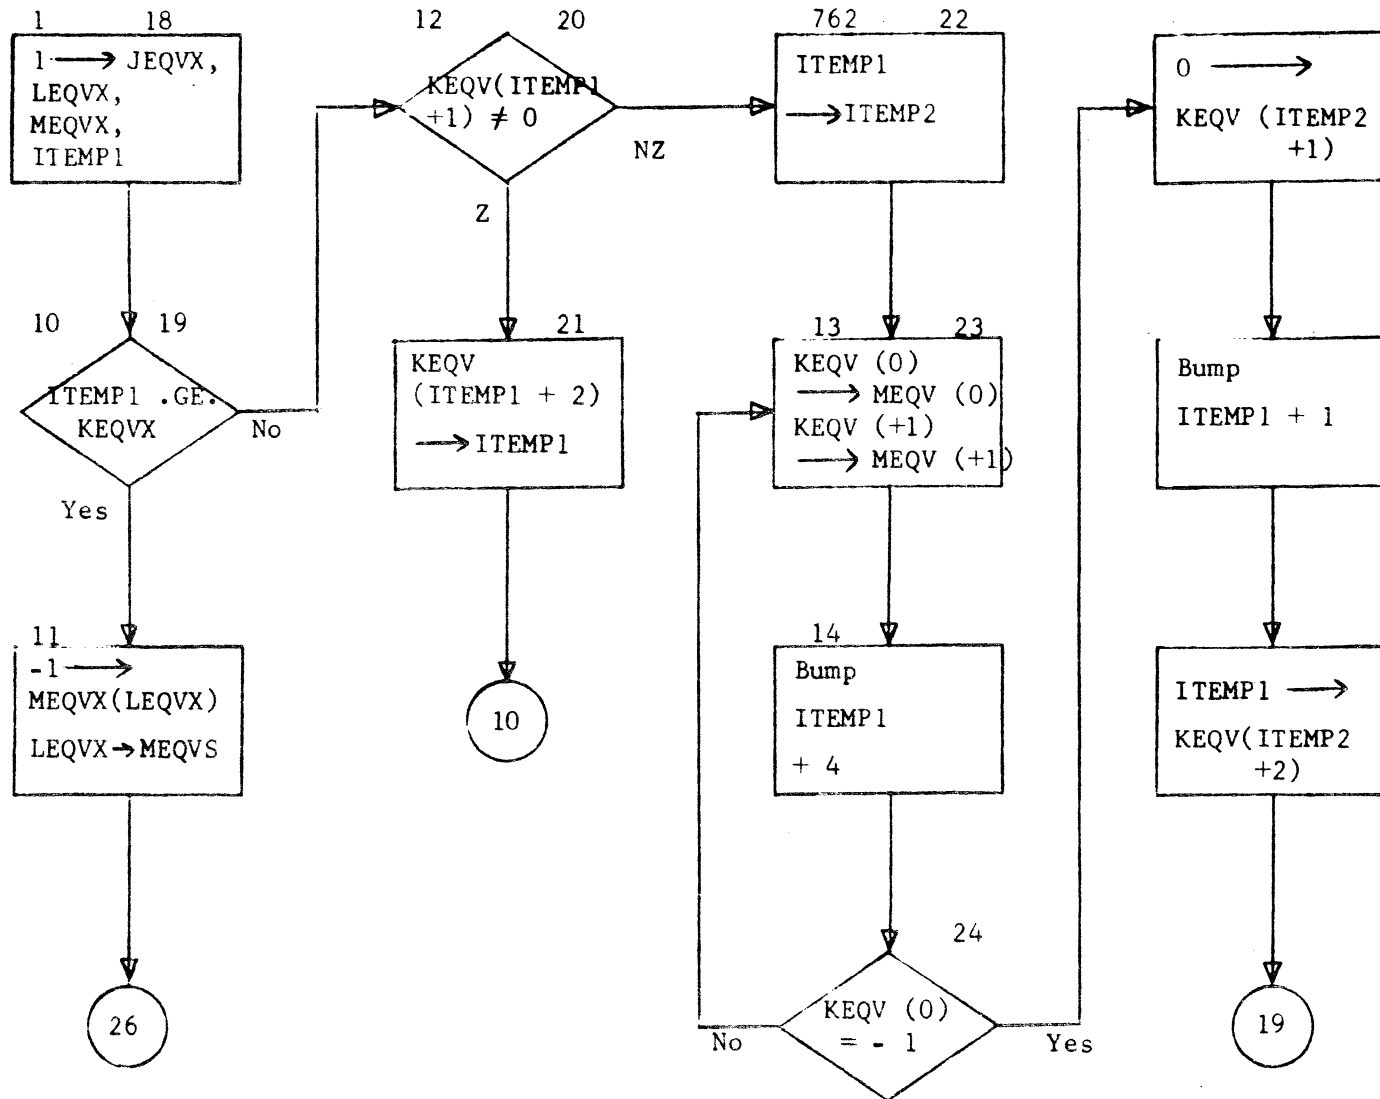 1 18
1 → JEQVX,
LEQVX,
MEQVX,
ITEMP1
10 19
ITEMP1 .GE.
KEQVX
No
Yes
11
-1 →
MEQVX(LEQVX)
LEQVX→MEQVS
26
12 20
KEQV(ITEMP1
+1) ≠ 0
NZ
Z
21
KEQV
(ITEMP1 + 2)
→ ITEMP1
10
762 22
ITEMP1
→ITEMP2
13 23
KEQV (0)
→ MEQV (0)
KEQV (+1)
→ MEQV (+1)
14
Bump
ITEMP1
+ 4
24
KEQV (0)
= - 1
No
Yes
0 →
KEQV (ITEMP2
+1)
Bump
ITEMP1 + 1
ITEMP1 →
KEQV(ITEMP2
+2)
19